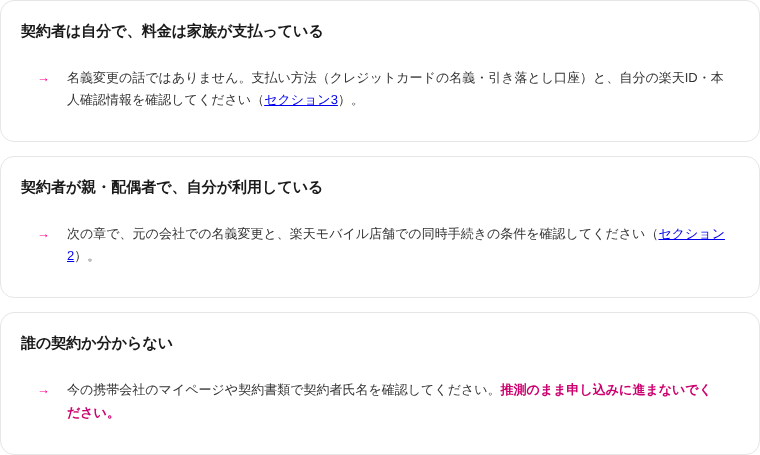 契約者は自分で、料金は家族が支払っている
→ 名義変更の話ではありません。支払い方法（クレジットカードの名義・引き落とし口座）と、自分の楽天ID・本
人確認情報を確認してください（セクション3）。
契約者が親・配偶者で、自分が利用している
→ 次の章で、元の会社での名義変更と、楽天モバイル店舗での同時手続きの条件を確認してください（セクション
2）。
誰の契約か分からない
→ 今の携帯会社のマイページや契約書類で契約者氏名を確認してください。推測のまま申し込みに進まないでく
ださい。